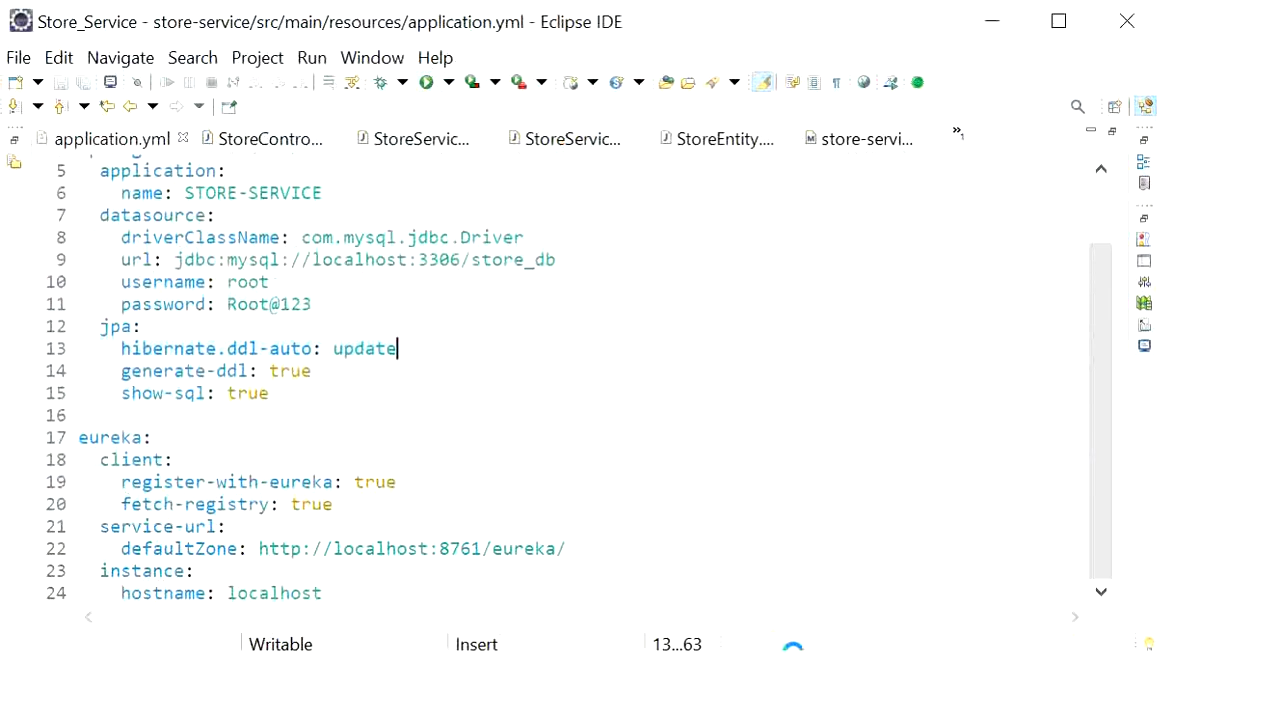 Store_Service - store-service/src/main/resources/application.yml - Eclipse IDE
File Edit Navigate Search Project Run Window Help
application.yml StoreContro... StoreServic... StoreServic... StoreEntity.... store-servi... »1
5 application:
6 name: STORE-SERVICE
7 datasource:
8 driverClassName: com.mysql.jdbc.Driver
9 url: jdbc:mysql://localhost:3306/store_db
10 username: root
11 password: Root@123
12 jpa:
13 hibernate.ddl-auto: update
14 generate-ddl: true
15 show-sql: true
16
17 eureka:
18 client:
19 register-with-eureka: true
20 fetch-registry: true
21 service-url:
22 defaultZone: http://localhost:8761/eureka/
23 instance:
24 hostname: localhost
Writable Insert 13...63